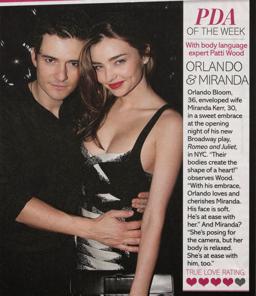 PDA
OF THE WEEK
With body language
expert Patti Wood
ORLANDO
& MIRANDA
Orlando Bloom,
36, enveloped wife
Miranda Kerr, 30,
in a sweet embrace
at the opening
night of his new
Broadway play,
Romeo and Juliet,
in NYC. "Their
bodies create the
shape of a heart!"
observes Wood.
"With his embrace,
Orlando loves and
cherishes Miranda.
His face is soft.
He's at ease with
her." And Miranda?
"She's posing for
the camera, but her
body is relaxed.
She's at ease with
him, too."
TRUE LOVE RATING